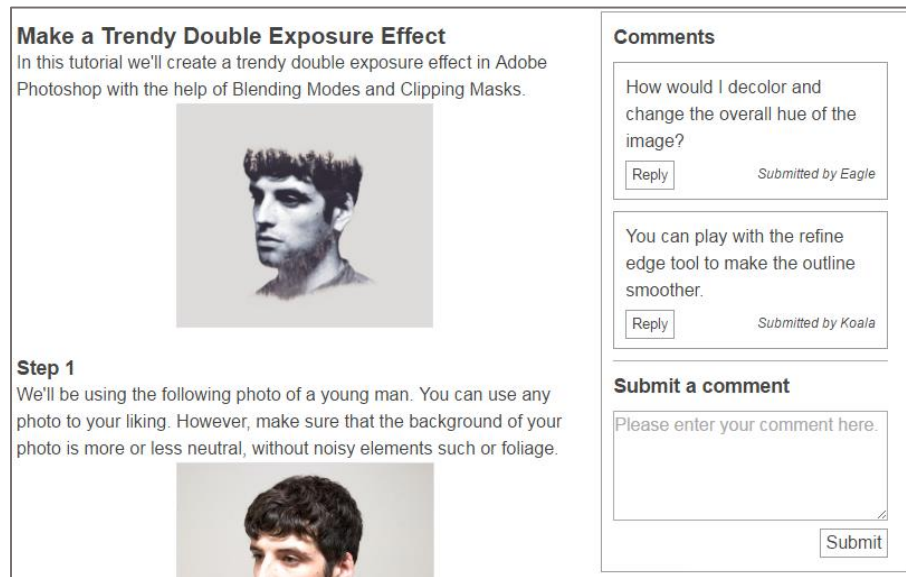 Make a Trendy Double Exposure Effect
In this tutorial we'll create a trendy double exposure effect in Adobe
Photoshop with the help of Blending Modes and Clipping Masks.
Step 1
We'll be using the following photo of a young man. You can use any
photo to your liking. However, make sure that the background of your
photo is more or less neutral, without noisy elements such or foliage.
Comments
How would I decolor and
change the overall hue of the
image?
Reply
Submitted by Eagle
You can play with the refine
edge tool to make the outline
smoother.
Reply
Submitted by Koala
Submit a comment
Please enter your comment here.
Submit